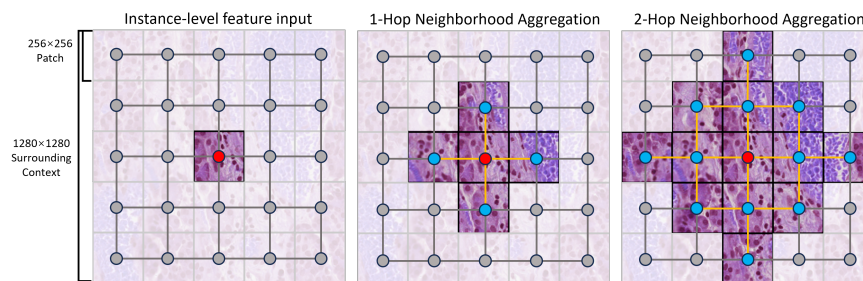 Instance-level feature input
1-Hop Neighborhood Aggregation
2-Hop Neighborhood Aggregation
256×256
Patch
1280×1280
Surrounding
Context